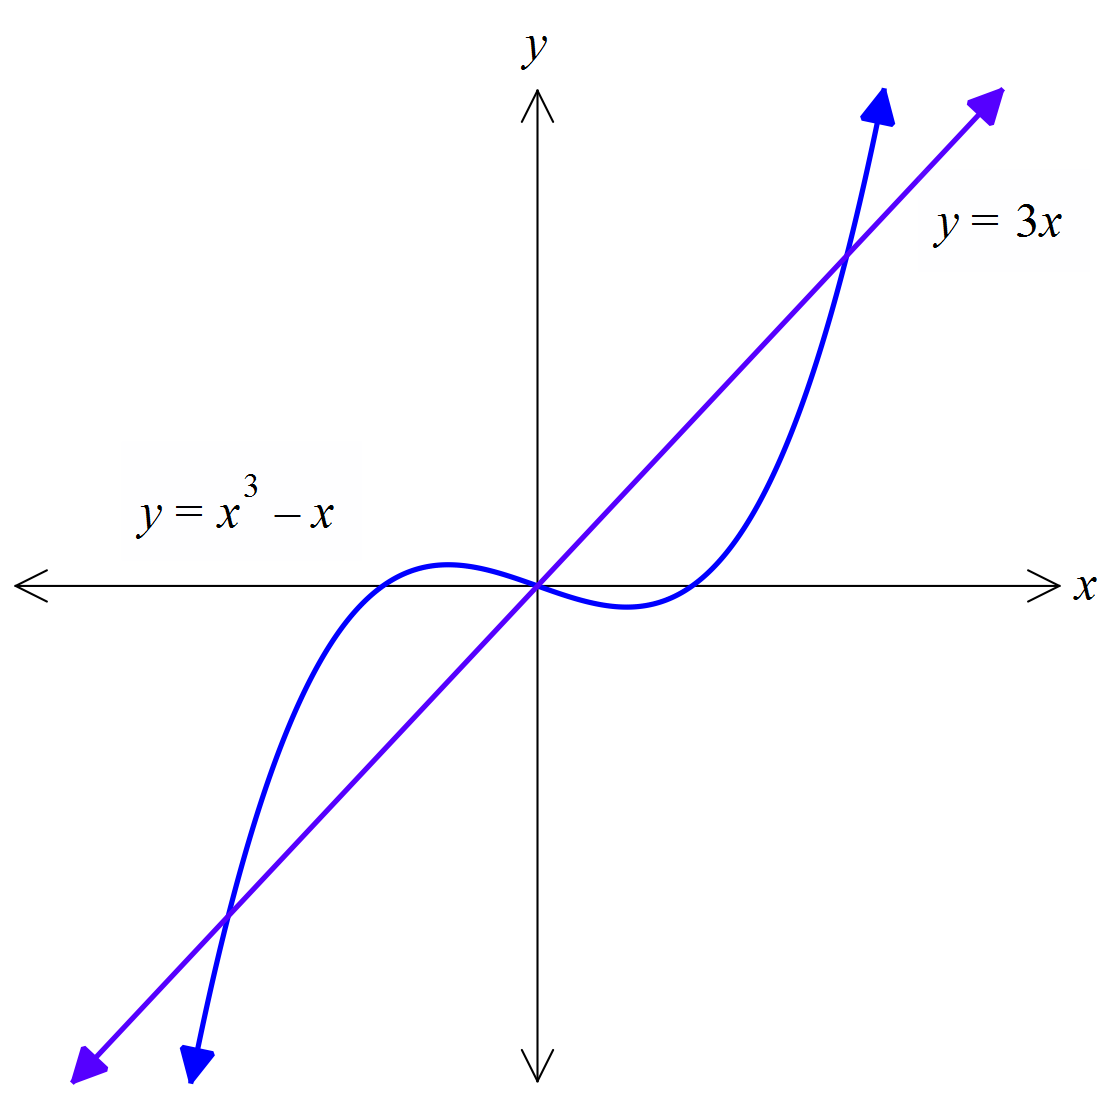 y
y = 3x
y = x³ – x
x